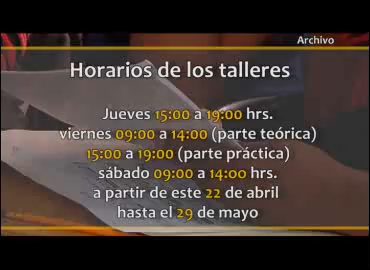 Archivo
Horarios de los talleres
Jueves 15:00 a 19:00 hrs.
viernes 09:00 a 14:00 (parte teórica)
15:00 a 19:00 (parte práctica)
sábado 09:00 a 14:00 hrs.
a partir de este 22 de abril
hasta el 29 de mayo